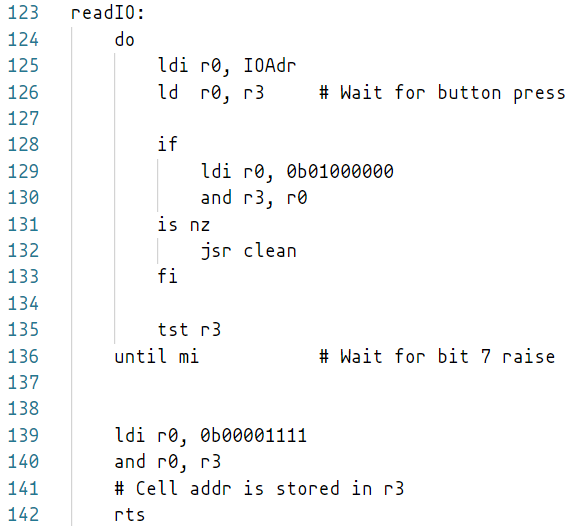 123 readIO:
124 do
125 ldi r0, IOAdr
126 ld r0, r3 # Wait for button press
127
128 if
129 ldi r0, 0b01000000
130 and r3, r0
131 is nz
132 jsr clean
133 fi
134
135 tst r3
136 until mi # Wait for bit 7 raise
137
138
139 ldi r0, 0b00001111
140 and r0, r3
141 # Cell addr is stored in r3
142 rts